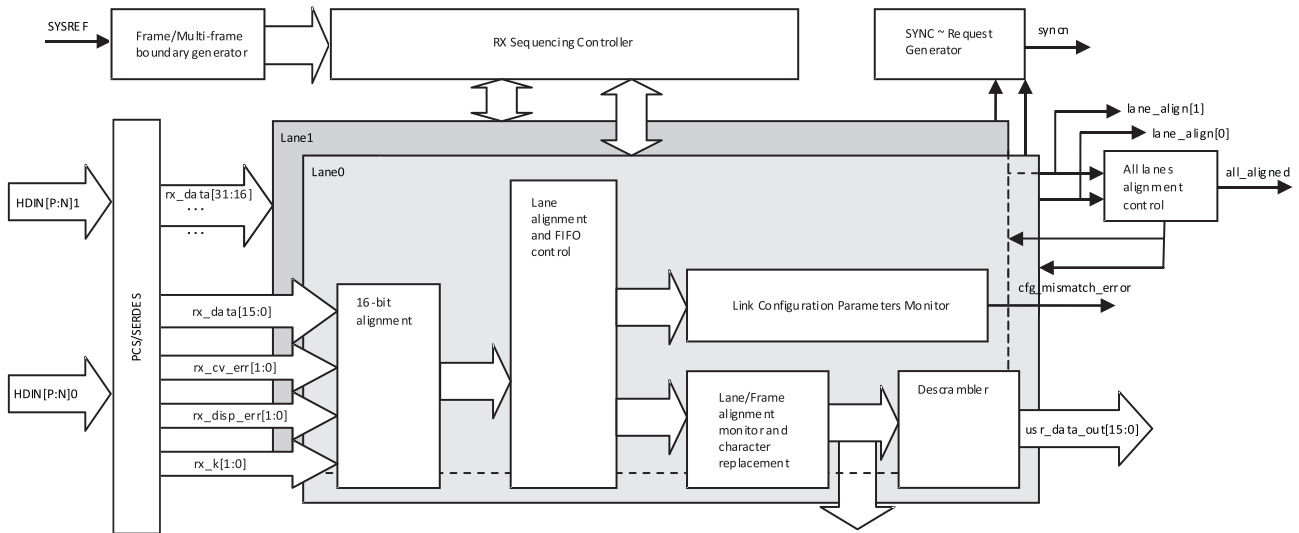 SYSREF
Frame/Multi-frame
boundary generator
RX Sequencing Controller
SYNC ~ Request
Generator
syncn
lane_align[1]
lane_align[0]
All lanes
alignment
control
all_aligned
Lane1
Lane0
HDIN[P:N]1
rx_data[31:16]
...
...
PCS/SERDES
Lane
alignment
and FIFO
control
16-bit
alignment
rx_data[15:0]
Link Configuration Parameters Monitor
cfg_mismatch_error
HDIN[P:N]0
rx_cv_err[1:0]
rx_disp_err[1:0]
rx_k[1:0]
Lane/Frame
alignment
monitor and
character
replacement
Descrambler
usr_data_out[15:0]